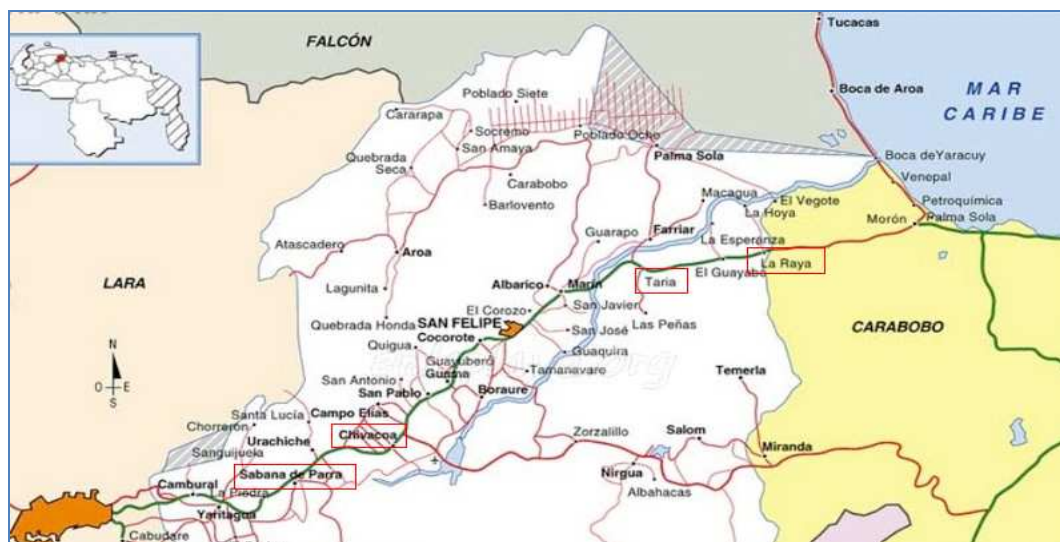 Tucacas
FALCÓN
Poblado Siete
Boca de Aroa
MAR
CARIBE
Cararapa
Socremo
Poblado Ocho
San Amaya
Palma Sola
Boca deYaracuy
Quebrada
Seca
Carabobo
Venepal
Macagua
El Vegote
Barlovento
La Hoya
Petroquímica
Palma Sola
Morón
Guarapo
Farriar
La Esperanza
Atascadero
Aroa
La Raya
El Guayabo
LARA
Lagunita
Albarico
Marín
Taria
El Corozo
San Javier
Las Peñas
Quebrada Honda
SAN FELIPE
Cocorote
San José
CARABOBO
Quigua
Guayuberó
Guaquira
N
O
E
S
Guama
Tamanavare
San Antonio
San Pablo
Boraure
Temerla
Santa Lucía
Campo Elías
Chorrerón
Chivacoa
Zorzalillo
Salom
Urachiche
Miranda
Sanguijuela
Sabana de Parra
Nirgua
Cambural
La Piedra
Albahacas
Yaritagua
Cabudare